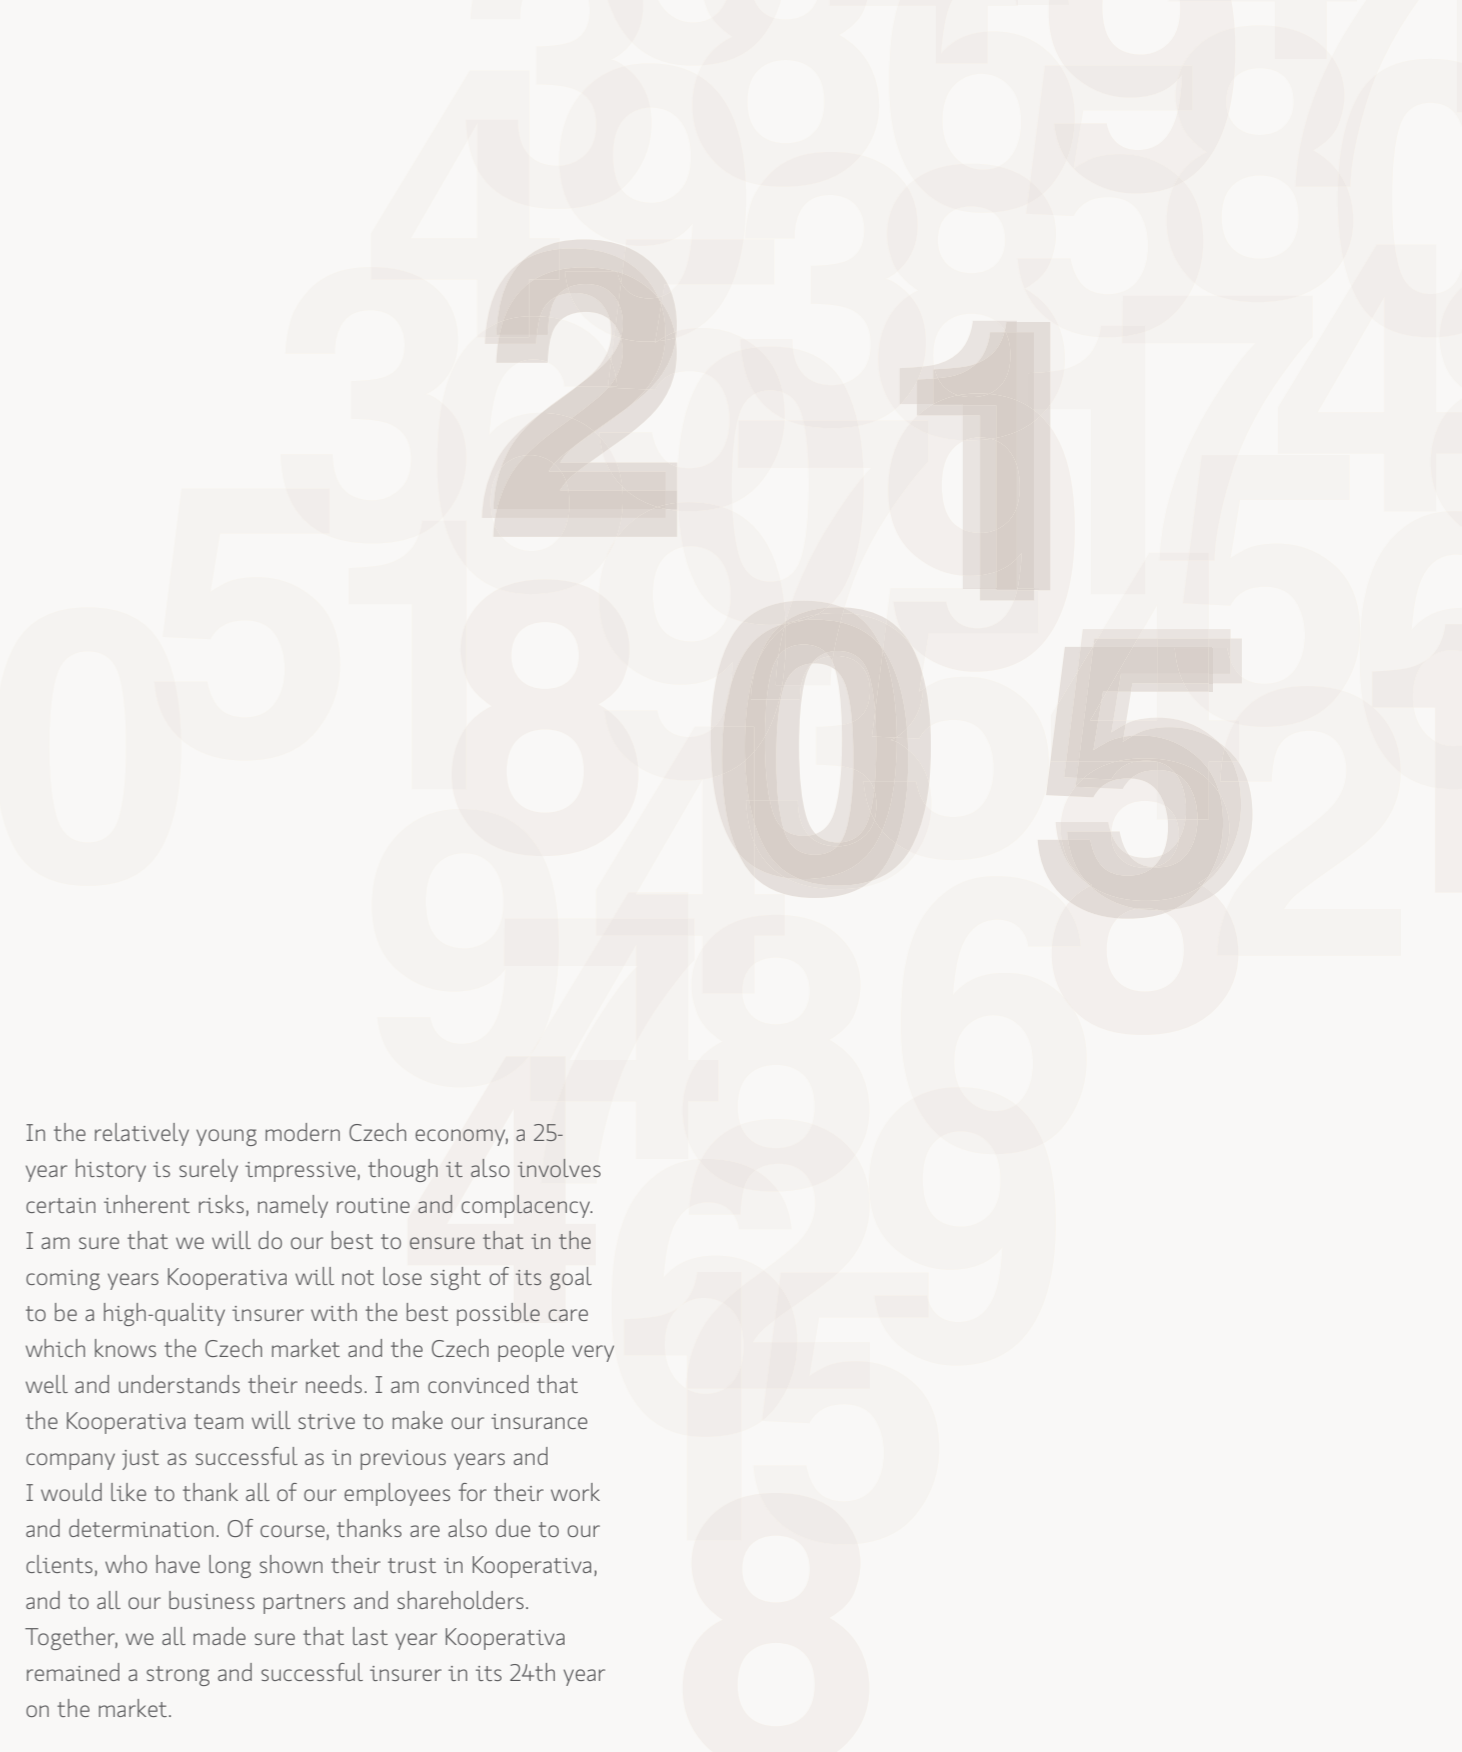 2 1
0 5
In the relatively young modern Czech economy, a 25-
year history is surely impressive, though it also involves
certain inherent risks, namely routine and complacency.
I am sure that we will do our best to ensure that in the
coming years Kooperativa will not lose sight of its goal
to be a high-quality insurer with the best possible care
which knows the Czech market and the Czech people very
well and understands their needs. I am convinced that
the Kooperativa team will strive to make our insurance
company just as successful as in previous years and
I would like to thank all of our employees for their work
and determination. Of course, thanks are also due to our
clients, who have long shown their trust in Kooperativa,
and to all our business partners and shareholders.
Together, we all made sure that last year Kooperativa
remained a strong and successful insurer in its 24th year
on the market.